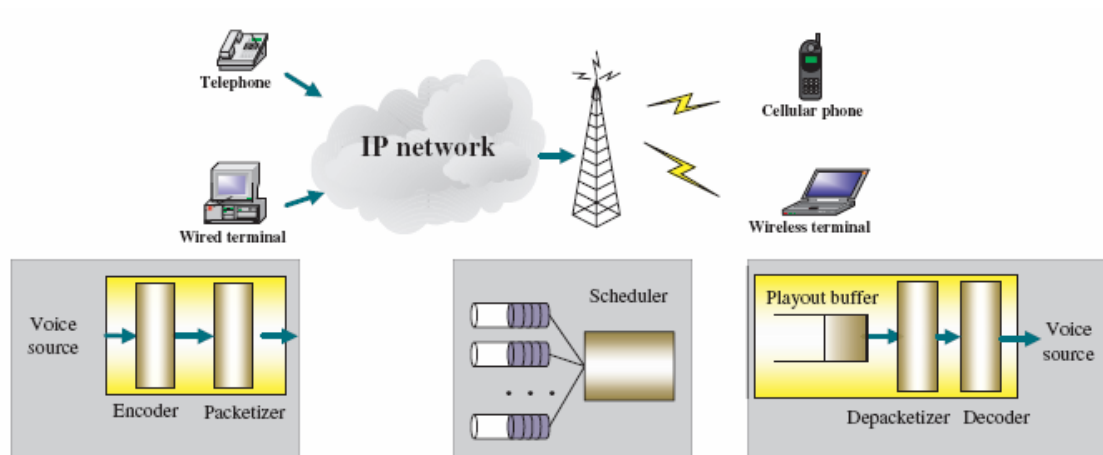 Telephone
IP network
Cellular phone
Wired terminal
Wireless terminal
Voice
source
Encoder
Packetizer
Scheduler
Playout buffer
Depacketizer
Decoder
Voice
source